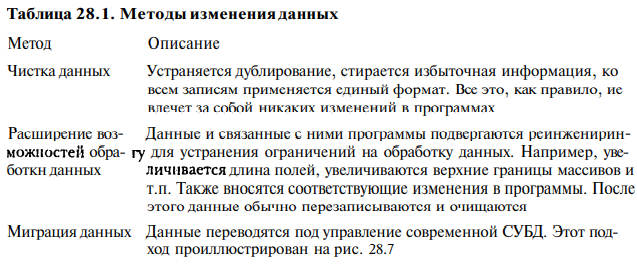 Таблица 28.1. Методы изменения данных
Метод Описание
Чистка данных Устраняется дублирование, стирается избыточная информация, ко
всем записям применяется единый формат. Все это, как правило, не
влечет за собой никаких изменений в программах
Расширение воз- Данные и связанные с ними программы подвергаются реинженирин-
можностей обра- гу для устранения ограничений на обработку данных. Например, уве-
ботки данных личивается длина полей, увеличиваются верхние границы массивов и
т.п. Также вносятся соответствующие изменения в программы. После
этого данные обычно перезаписываются и очищаются
Миграция данных Данные переводятся под управление современной СУБД. Этот под-
ход проиллюстрирован на рис. 28.7